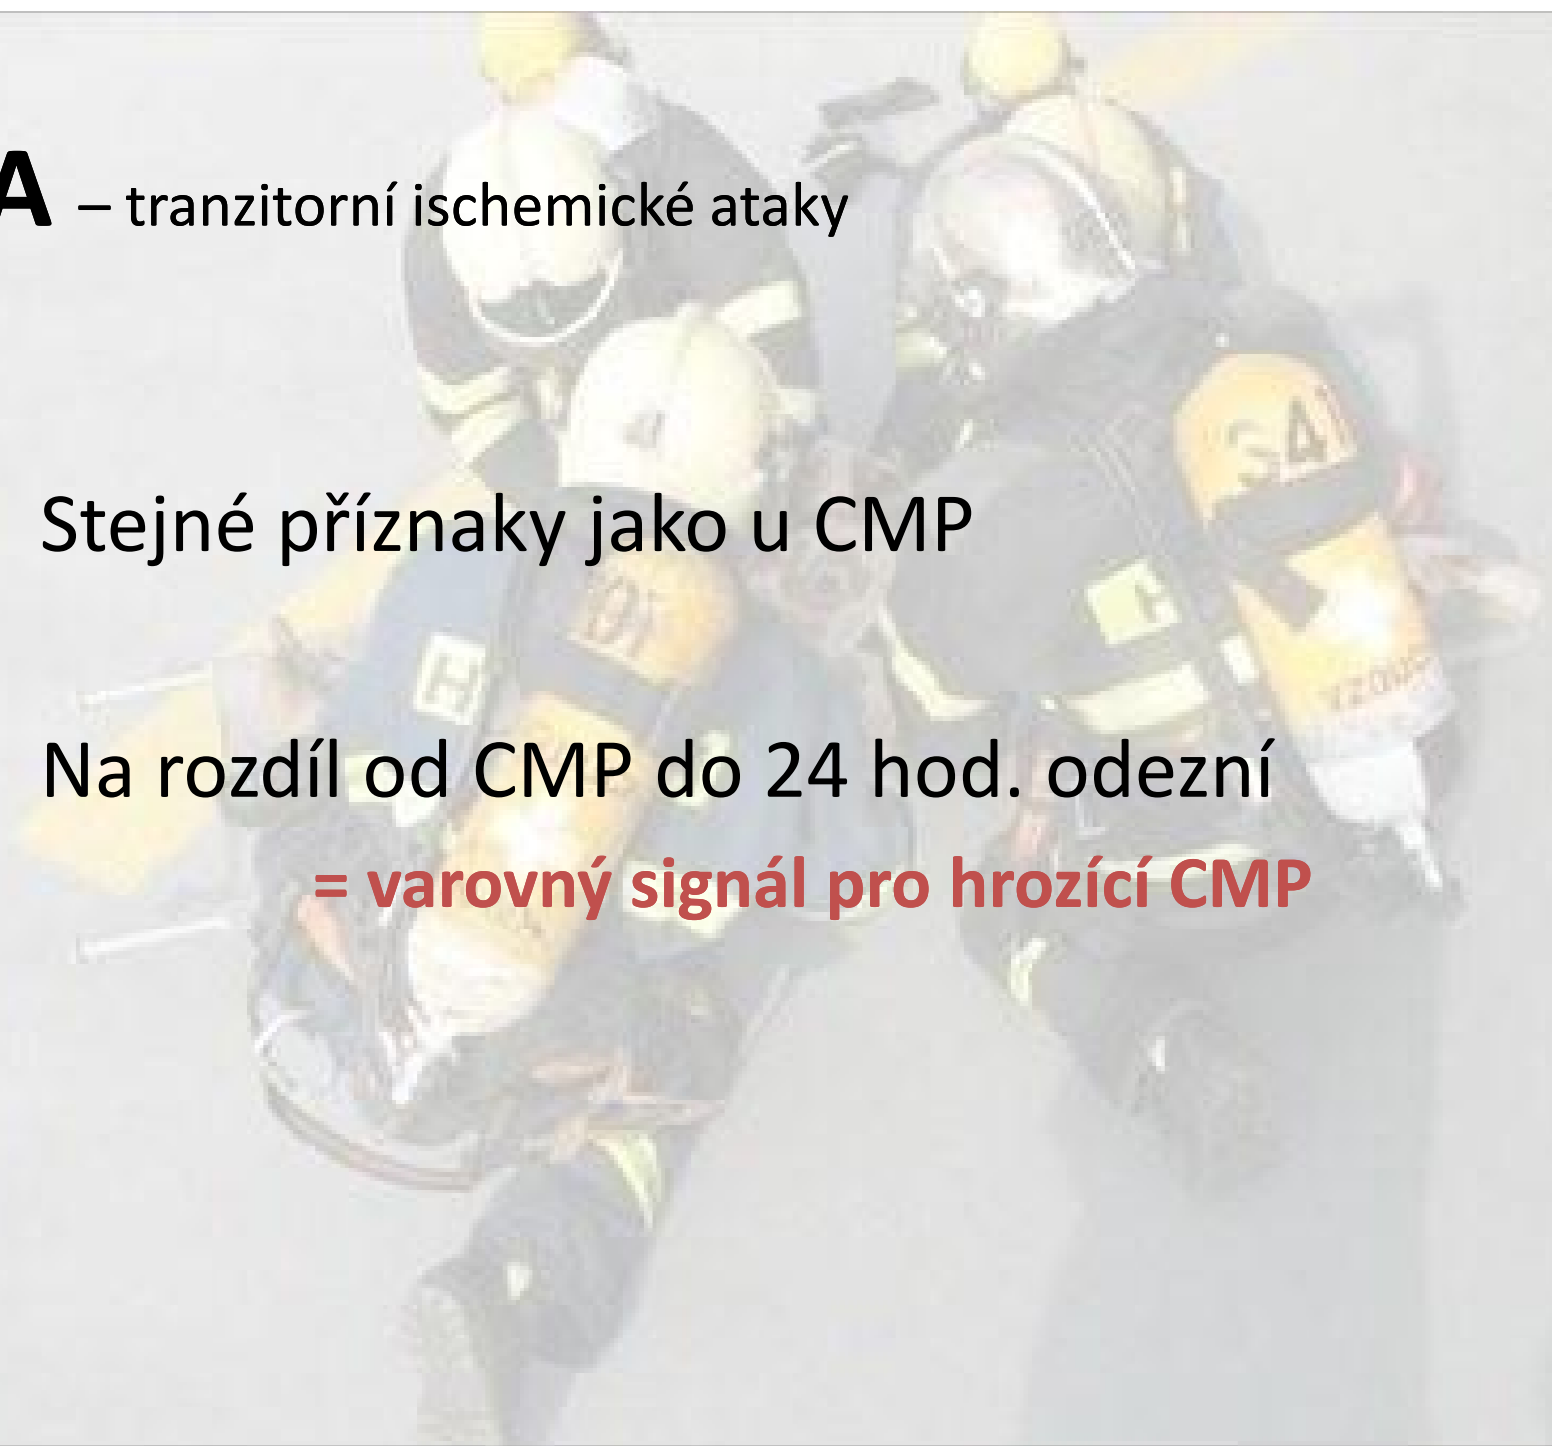 A – tranzitorní ischemické ataky
Stejné příznaky jako u CMP
Na rozdíl od CMP do 24 hod. odezní
= varovný signál pro hrozící CMP